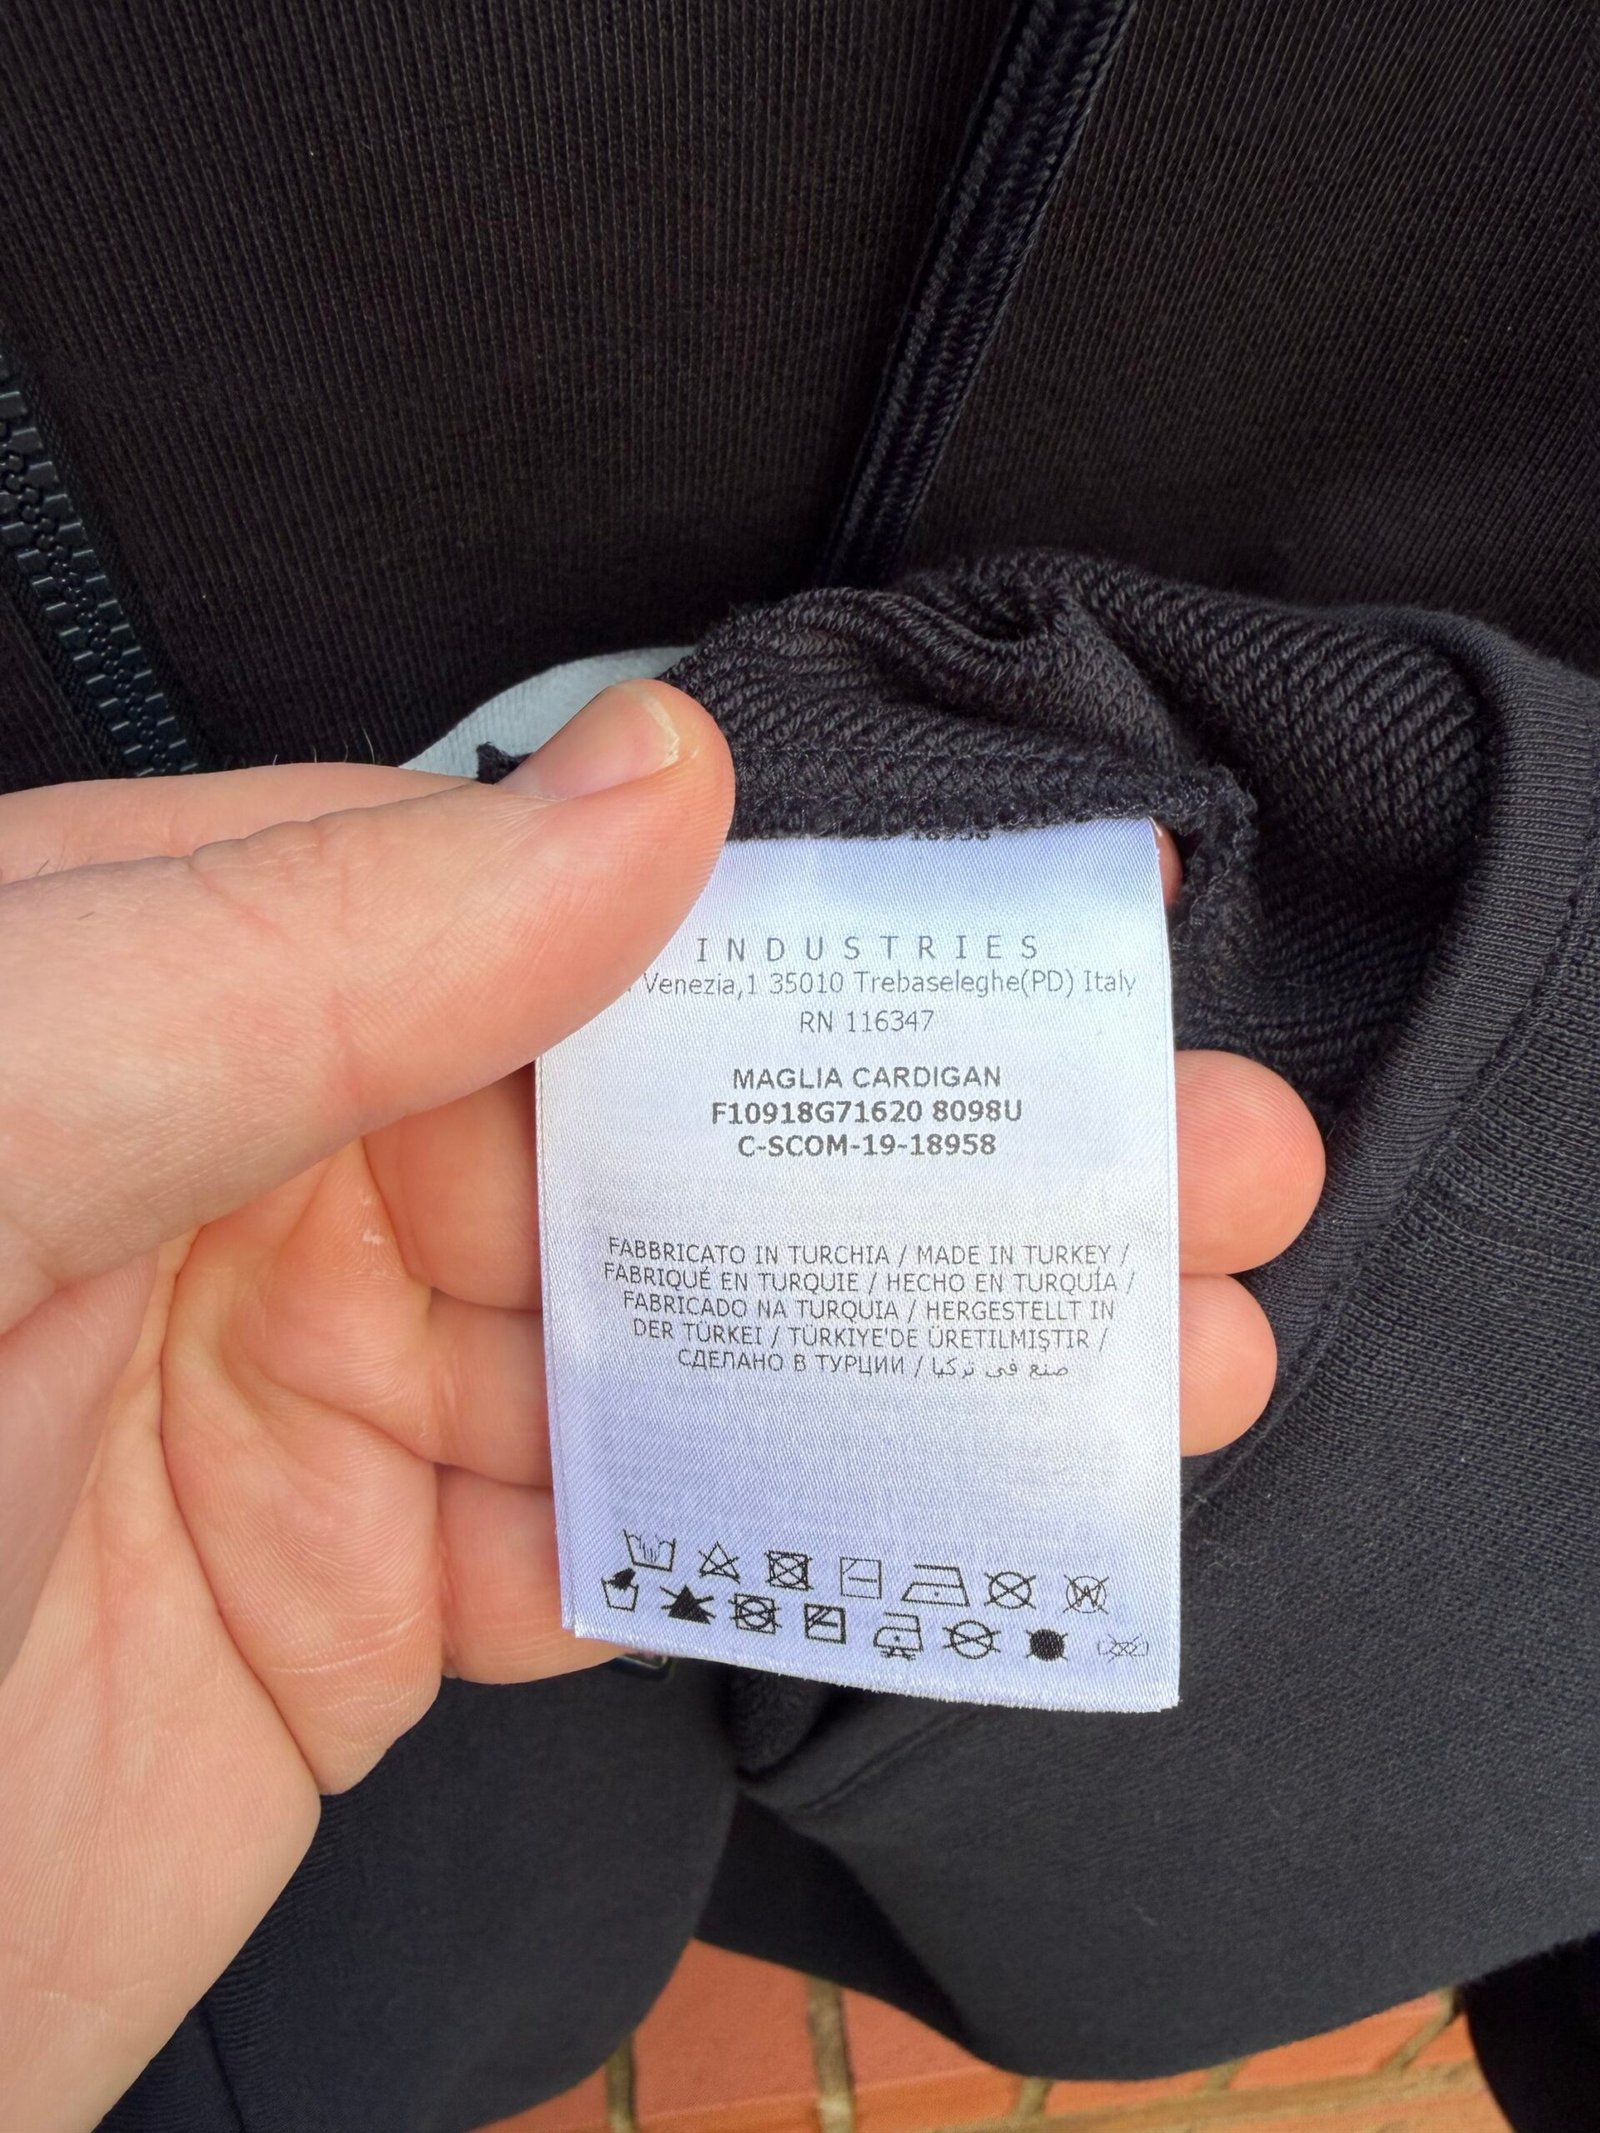 INDUSTRIES
Venezia,1 35010 Trebaseleghe(PD) Italy
RN 116347
MAGLIA CARDIGAN
F10918G71620 8098U
C-SCOM-19-18958
FABBRICATO IN TURCHIA / MADE IN TURKEY /
FABRIQUÉ EN TURQUIE / HECHO EN TURQUÍA /
FABRICADO NA TURQUIA / HERGESTELLT IN
DER TÜRKEI / TÜRKIYE'DE ÜRETILMIŞTIR /
СДЕЛАНО В ТУРЦИИ / صنع في تركيا